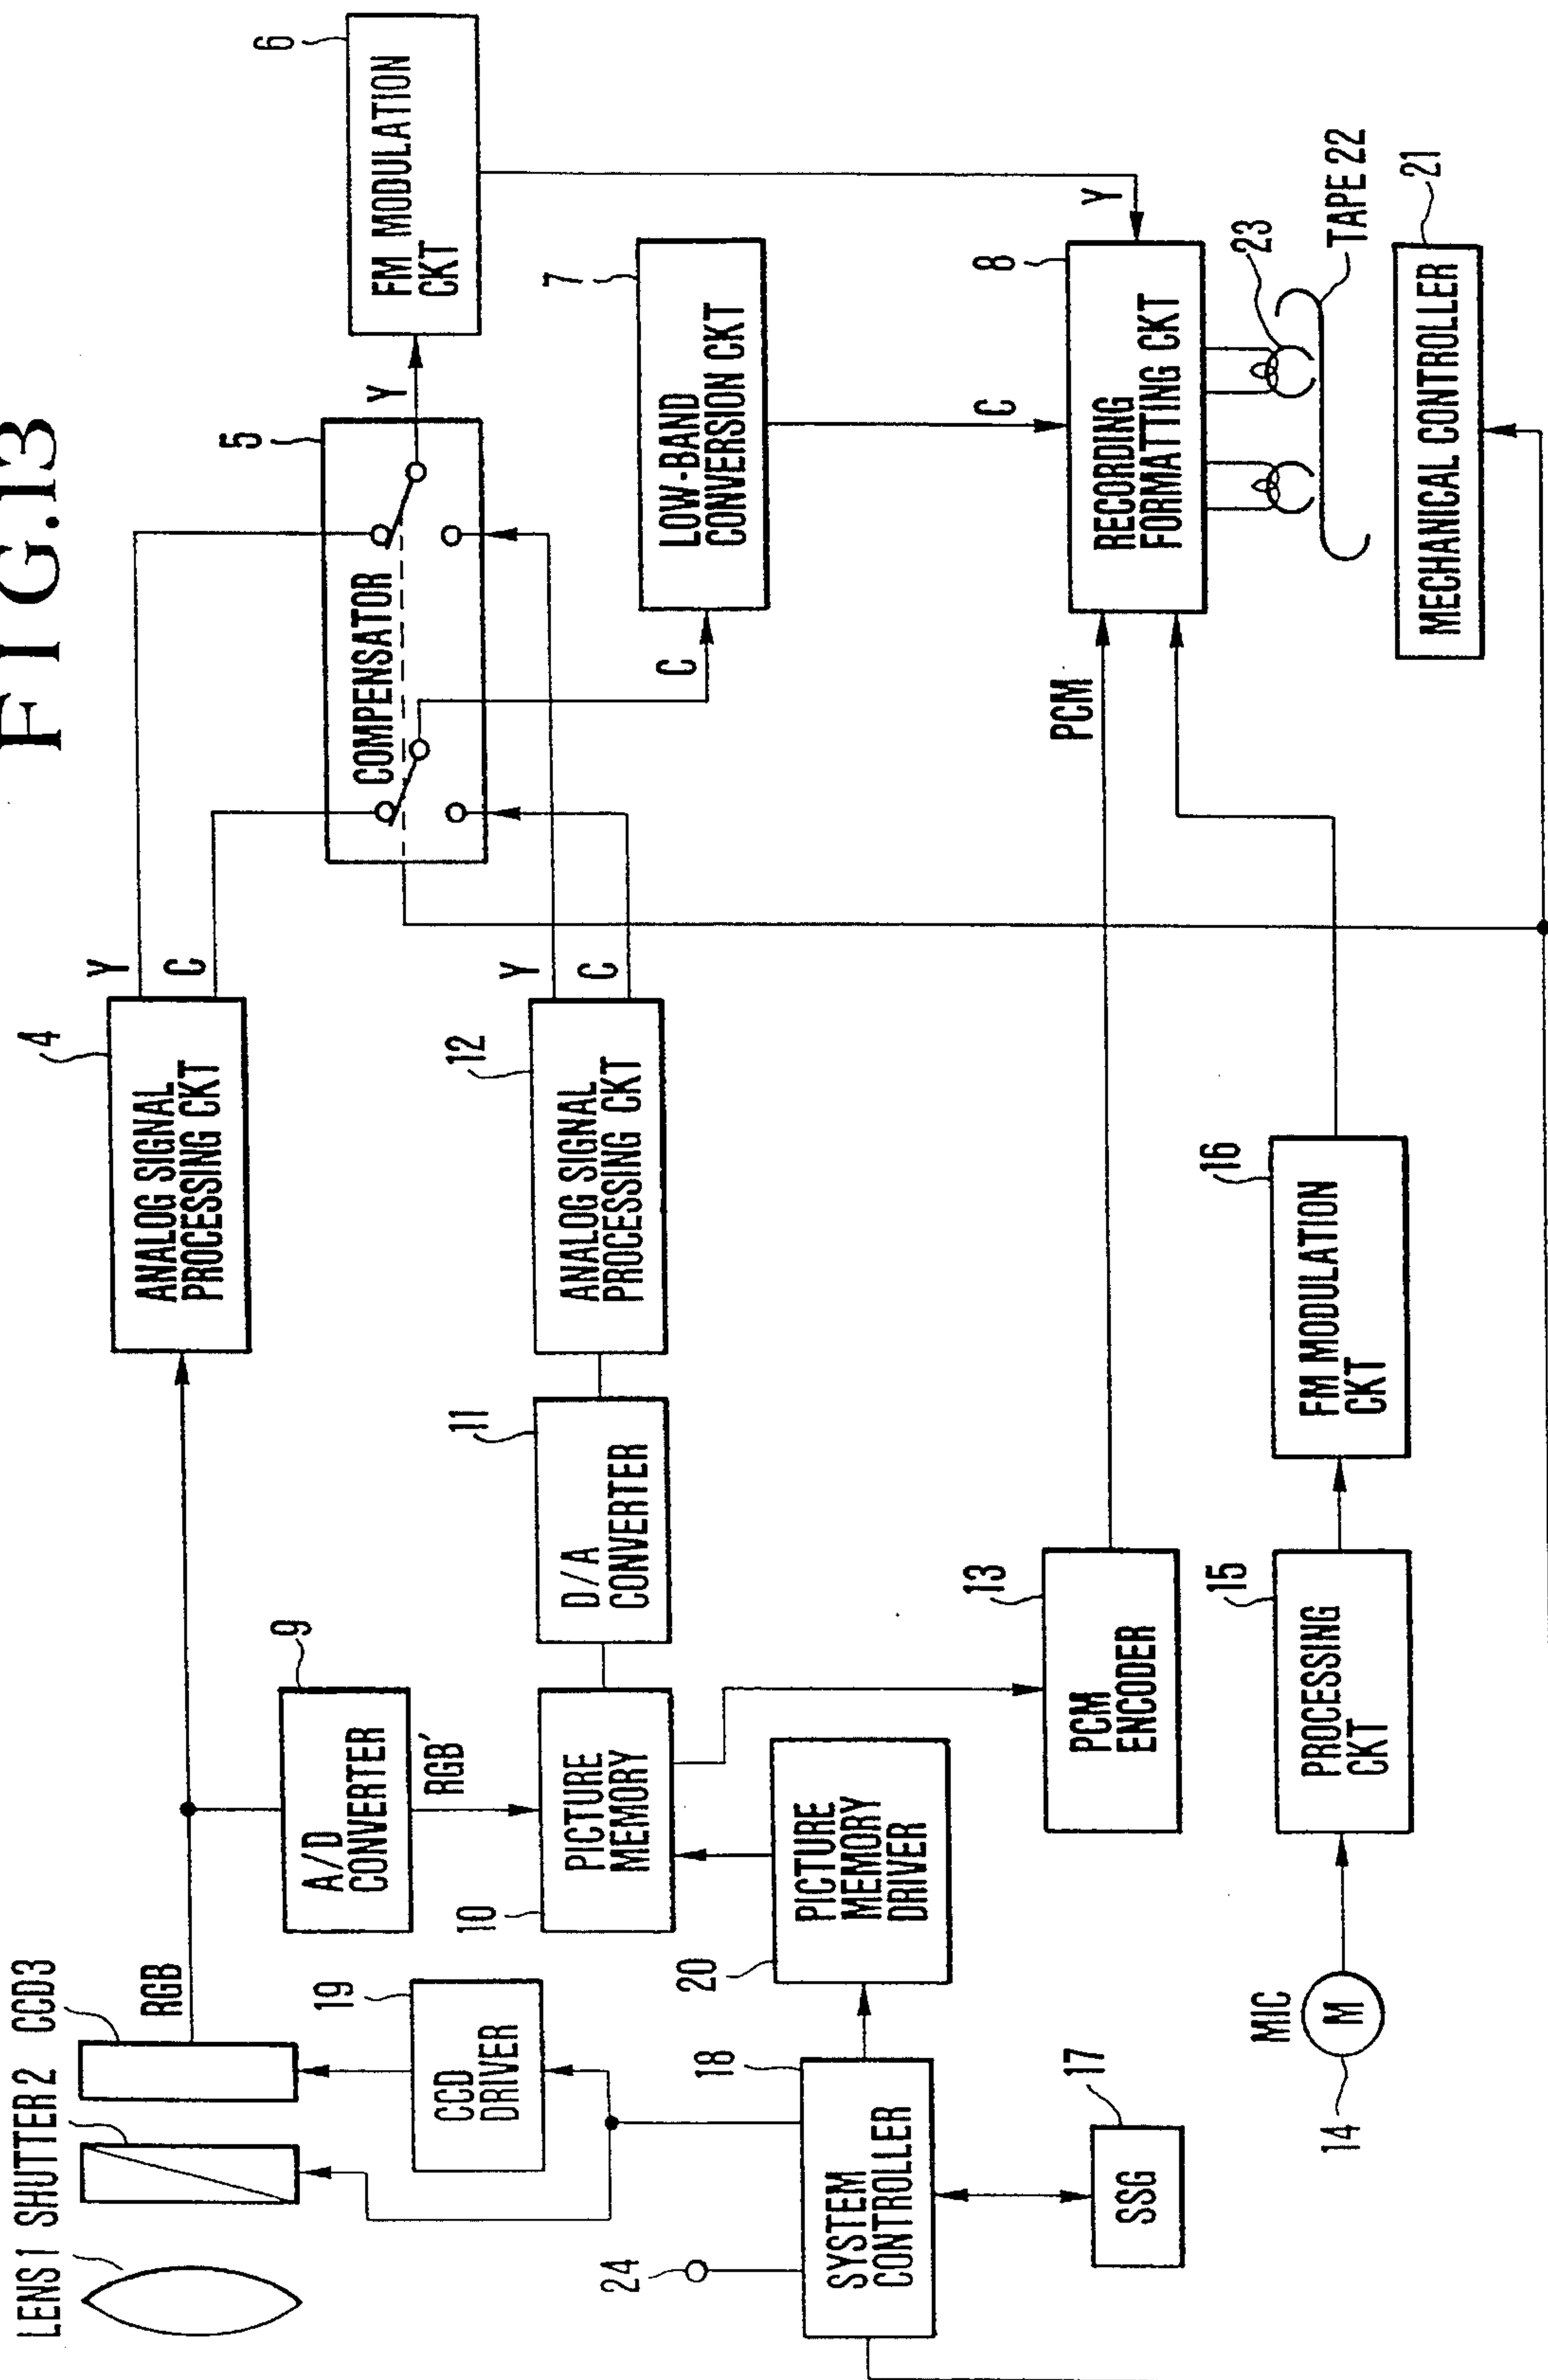 FIG.13
LENS 1
SHUTTER 2
CCD3
RGB
4
ANALOG SIGNAL
PROCESSING CKT
Y
C
5
COMPENSATOR
Y
6
FM MODULATION
CKT
C
7
LOW-BAND
CONVERSION CKT
C
Y
9
A/D
CONVERTER
RGB'
10
PICTURE
MEMORY
11
D/A
CONVERTER
12
ANALOG SIGNAL
PROCESSING CKT
Y
C
19
CCD
DRIVER
20
PICTURE
MEMORY
DRIVER
18
SYSTEM
CONTROLLER
24
17
SSG
13
PCM
ENCODER
PCM
8
RECORDING
FORMATTING CKT
23
TAPE 22
21
MECHANICAL CONTROLLER
MIC
M
14
15
PROCESSING
CKT
16
FM MODULATION
CKT